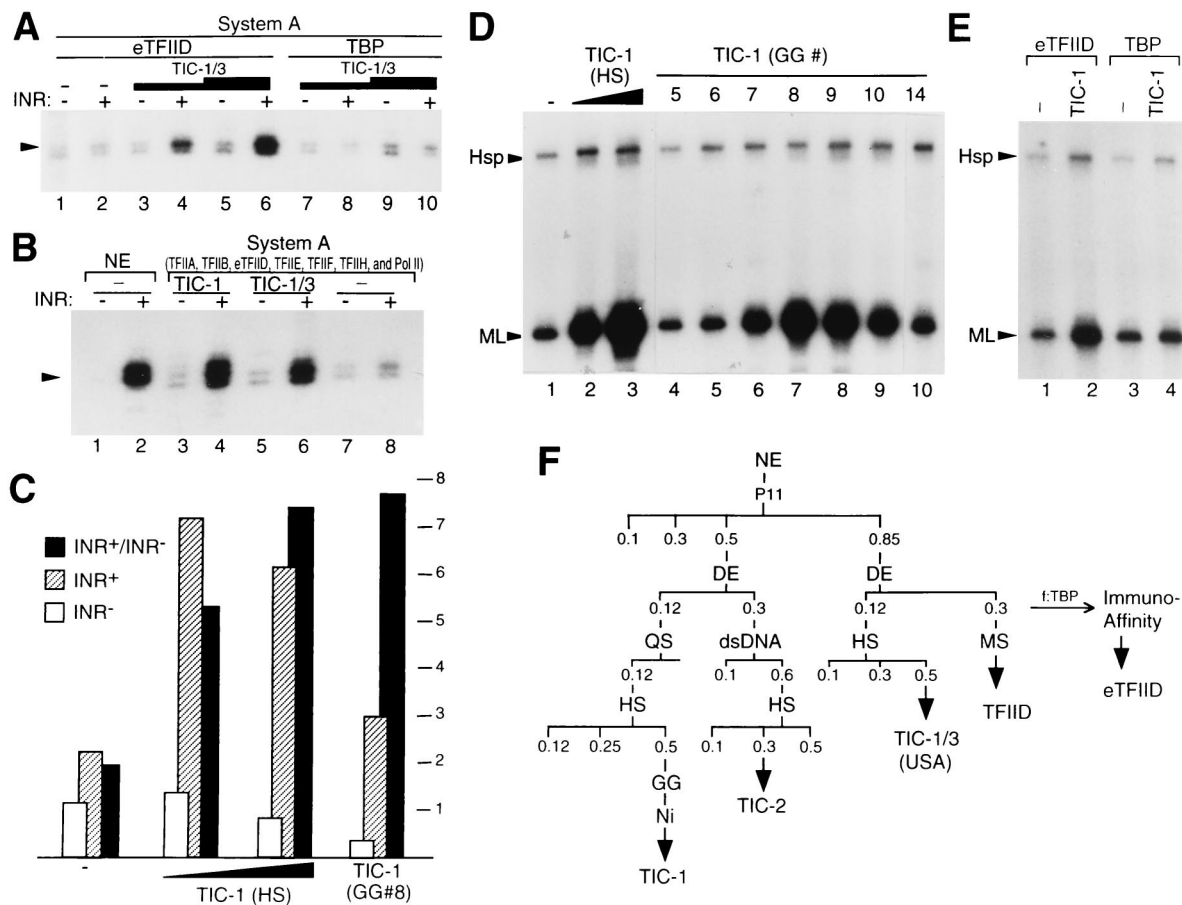 A
System A
eTFIID TBP
TIC-1/3 TIC-1/3
INR: - + - + - + - + - +
1 2 3 4 5 6 7 8 9 10
B
System A
NE (TFIIA, TFIIB, eTFIID, TFIIE, TFIIF, TFIIH, and Pol II)
– TIC-1 TIC-1/3 –
INR: - + - + - + - +
1 2 3 4 5 6 7 8
C
INR+/INR-
INR+
INR-
8
7
6
5
4
3
2
1
- TIC-1 (HS) TIC-1
(GG#8)
D
TIC-1
(HS) TIC-1 (GG #)
- 5 6 7 8 9 10 14
Hsp
ML
1 2 3 4 5 6 7 8 9 10
E
eTFIID TBP
– TIC-1 – TIC-1
Hsp
ML
1 2 3 4
F
NE
P11
0.1 0.3 0.5 0.85
DE DE
0.12 0.3 0.12 0.3
f:TBP
Immuno-
Affinity
eTFIID
QS dsDNA HS MS
0.12 0.1 0.6 0.1 0.3 0.5
TFIID
HS HS
TIC-1/3
(USA)
0.12 0.25 0.5 0.1 0.3 0.5
GG
Ni
TIC-2
TIC-1